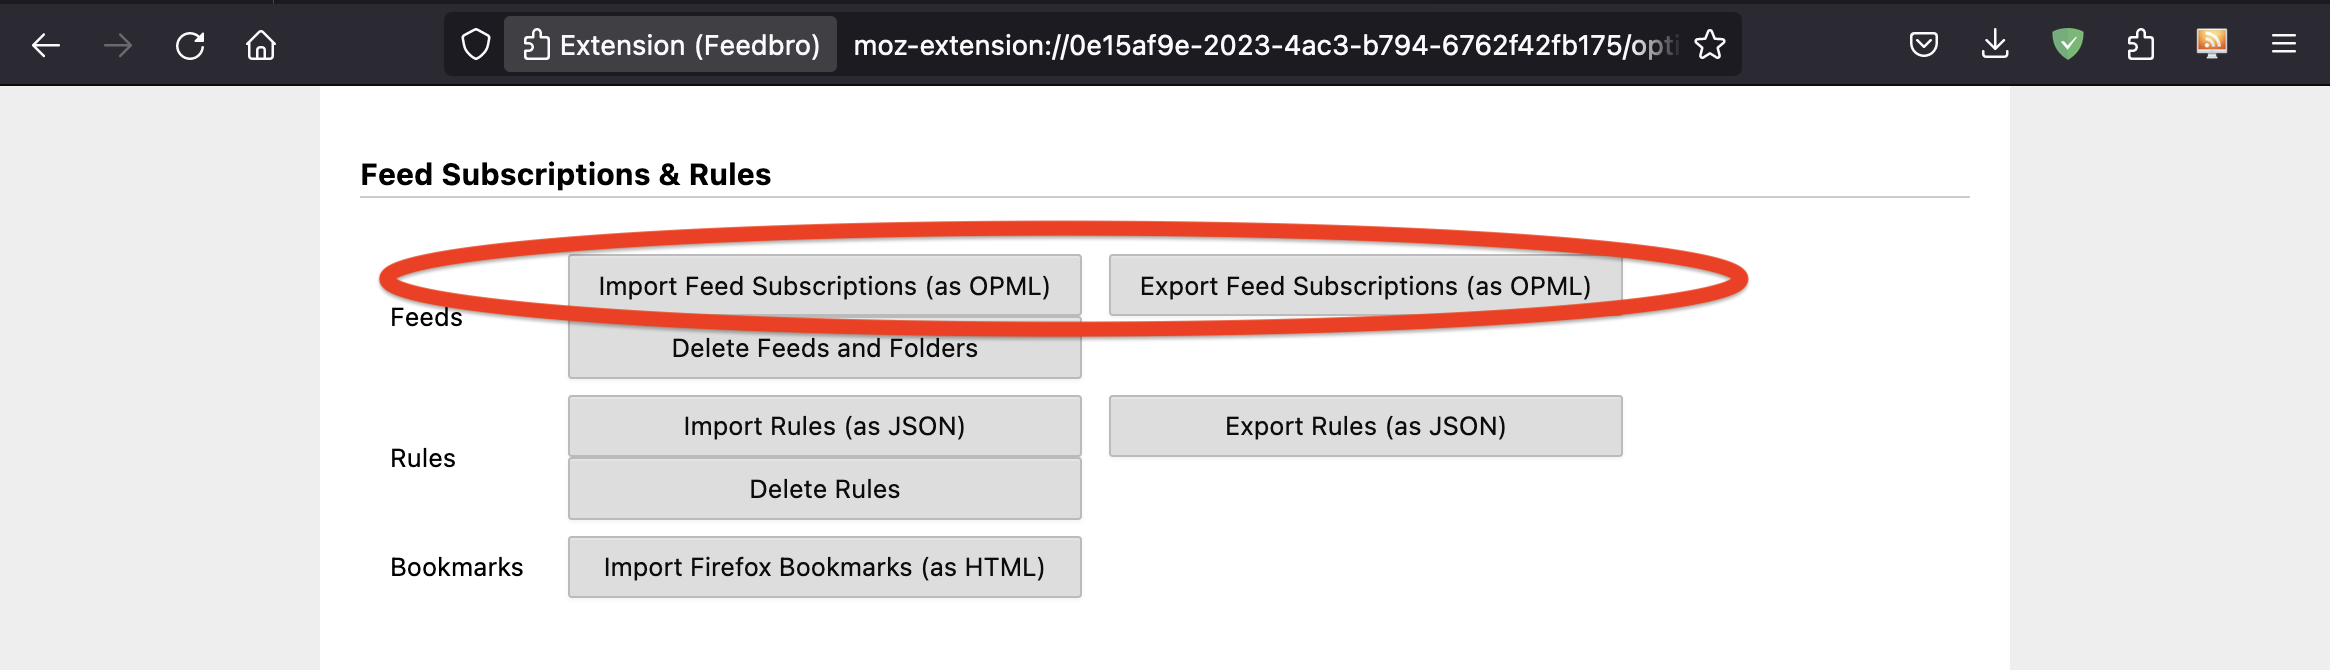 Extension (Feedbro) moz-extension://0e15af9e-2023-4ac3-b794-6762f42fb175/opti
Feed Subscriptions & Rules
Import Feed Subscriptions (as OPML) Export Feed Subscriptions (as OPML)
Feeds
Delete Feeds and Folders
Import Rules (as JSON) Export Rules (as JSON)
Rules
Delete Rules
Bookmarks Import Firefox Bookmarks (as HTML)